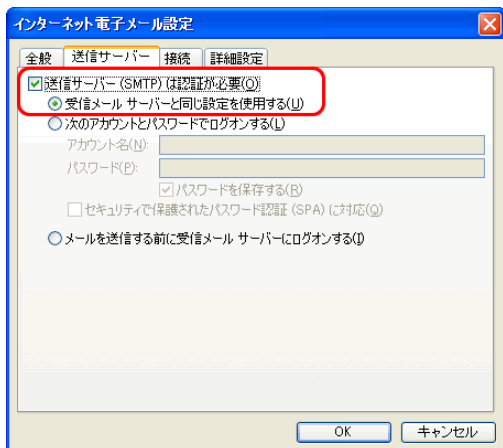 インターネット電子メール設定
全般 送信サーバー 接続 詳細設定
送信サーバー (SMTP) は認証が必要(O)
受信メール サーバーと同じ設定を使用する(U)
次のアカウントとパスワードでログオンする(L)
アカウント名(N):
パスワード(P):
パスワードを保存する(R)
セキュリティで保護されたパスワード認証 (SPA) に対応(Q)
メールを送信する前に受信メール サーバーにログオンする(I)
OK キャンセル